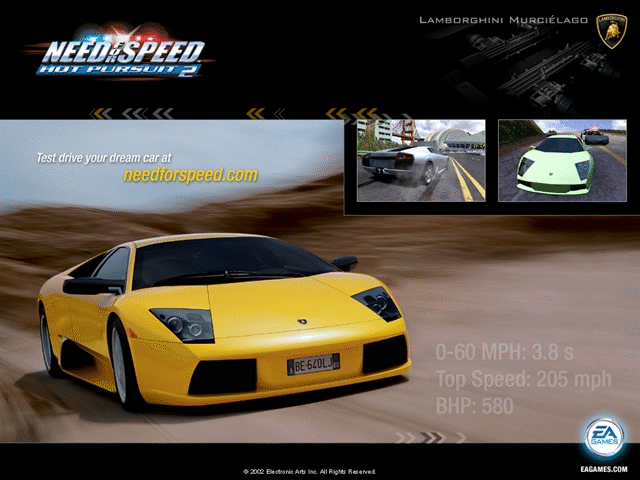 NEED FOR SPEED
HOT PURSUIT 2
LAMBORGHINI MURCIÉLAGO
LAMBORGHINI
Test drive your dream car at
needforspeed.com
BE·640LJ
0-60 MPH: 3.8 s
Top Speed: 205 mph
BHP: 580
EA
GAMES
EAGAMES.COM
© 2002 Electronic Arts Inc. All Rights Reserved.